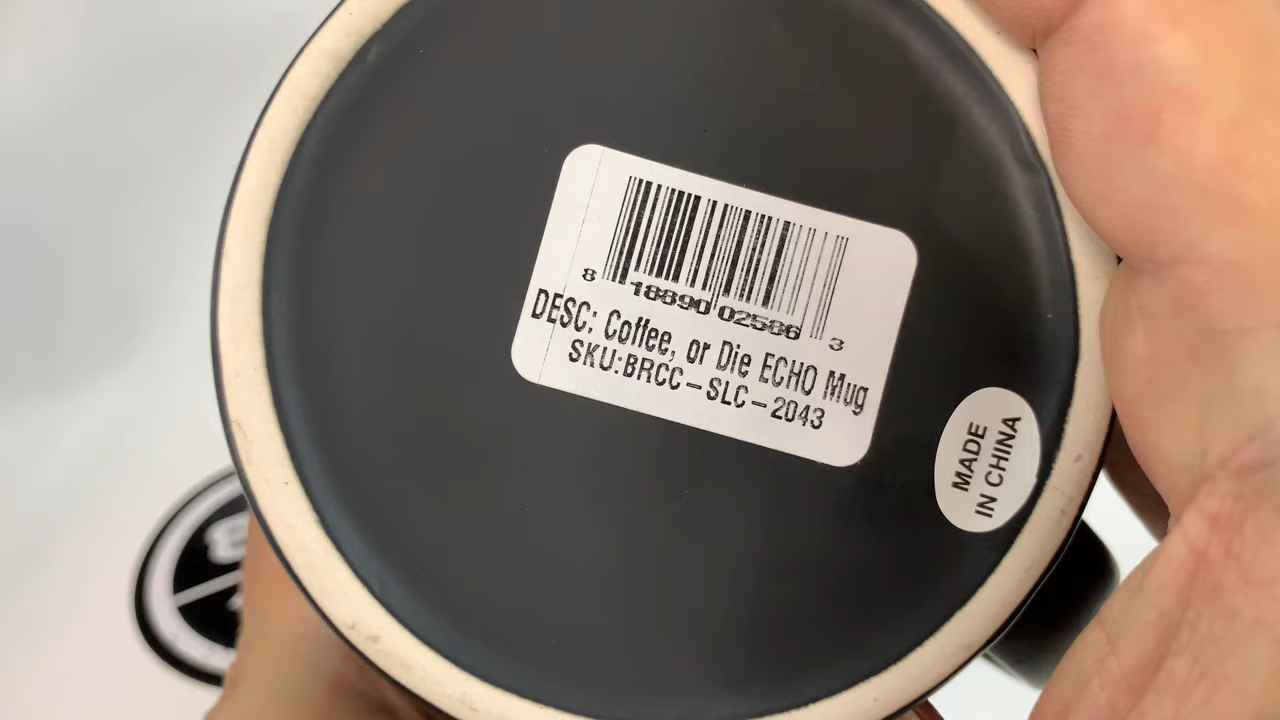 8 18890 02586 3
DESC: Coffee, or Die ECHO Mug
SKU:BRCC-SLC-2043
MADE
IN CHINA